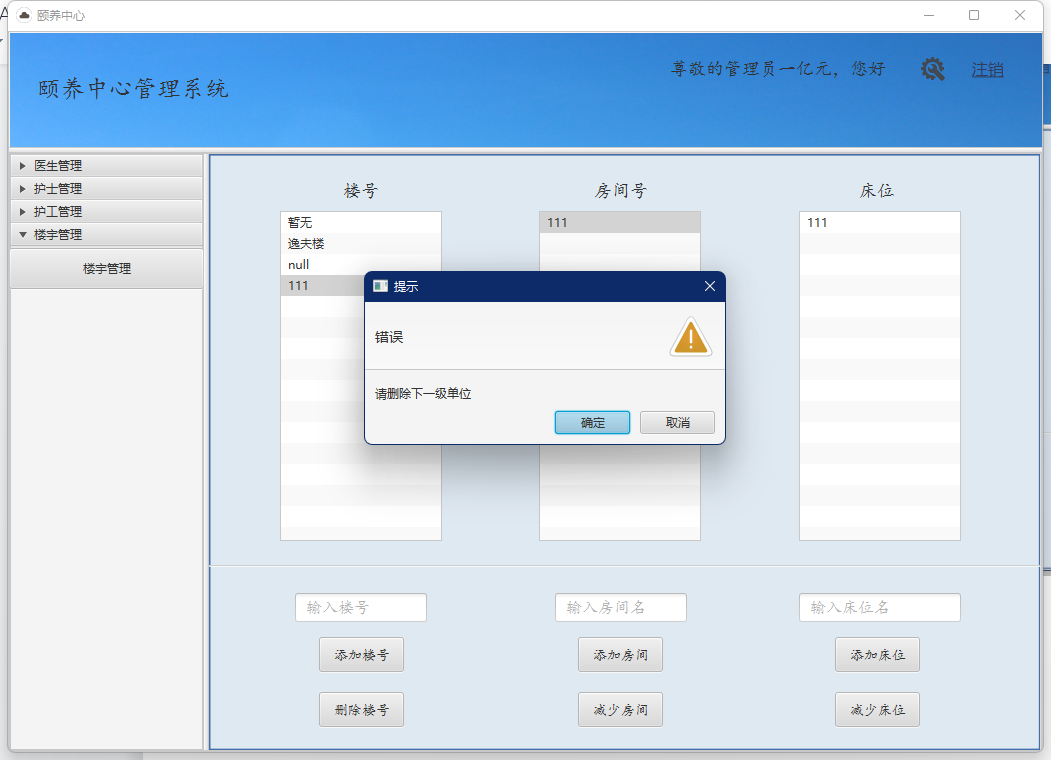 颐养中心
颐养中心管理系统
尊敬的管理员一亿元，您好
注销
医生管理
护士管理
护工管理
楼宇管理
楼宇管理
楼号
房间号
床位
暂无
逸夫楼
null
111
111
111
提示
错误
请删除下一级单位
确定
取消
输入楼号
输入房间名
输入床位名
添加楼号
添加房间
添加床位
删除楼号
减少房间
减少床位